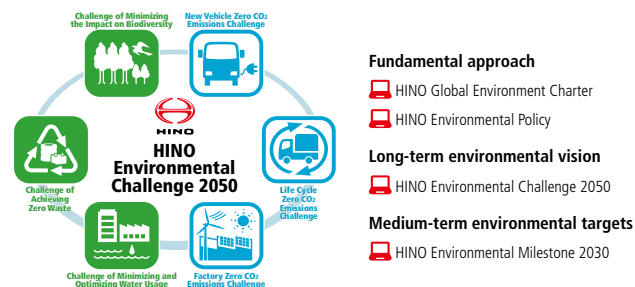 Challenge of Minimizing
the Impact on Biodiversity
New Vehicle Zero CO2
Emissions Challenge
HINO
HINO
Environmental
Challenge 2050
Challenge of
Achieving
Zero Waste
Life Cycle
Zero CO2
Emissions
Challenge
Challenge of Minimizing and
Optimizing Water Usage
Factory Zero CO2
Emissions Challenge
Fundamental approach
HINO Global Environment Charter
HINO Environmental Policy
Long-term environmental vision
HINO Environmental Challenge 2050
Medium-term environmental targets
HINO Environmental Milestone 2030